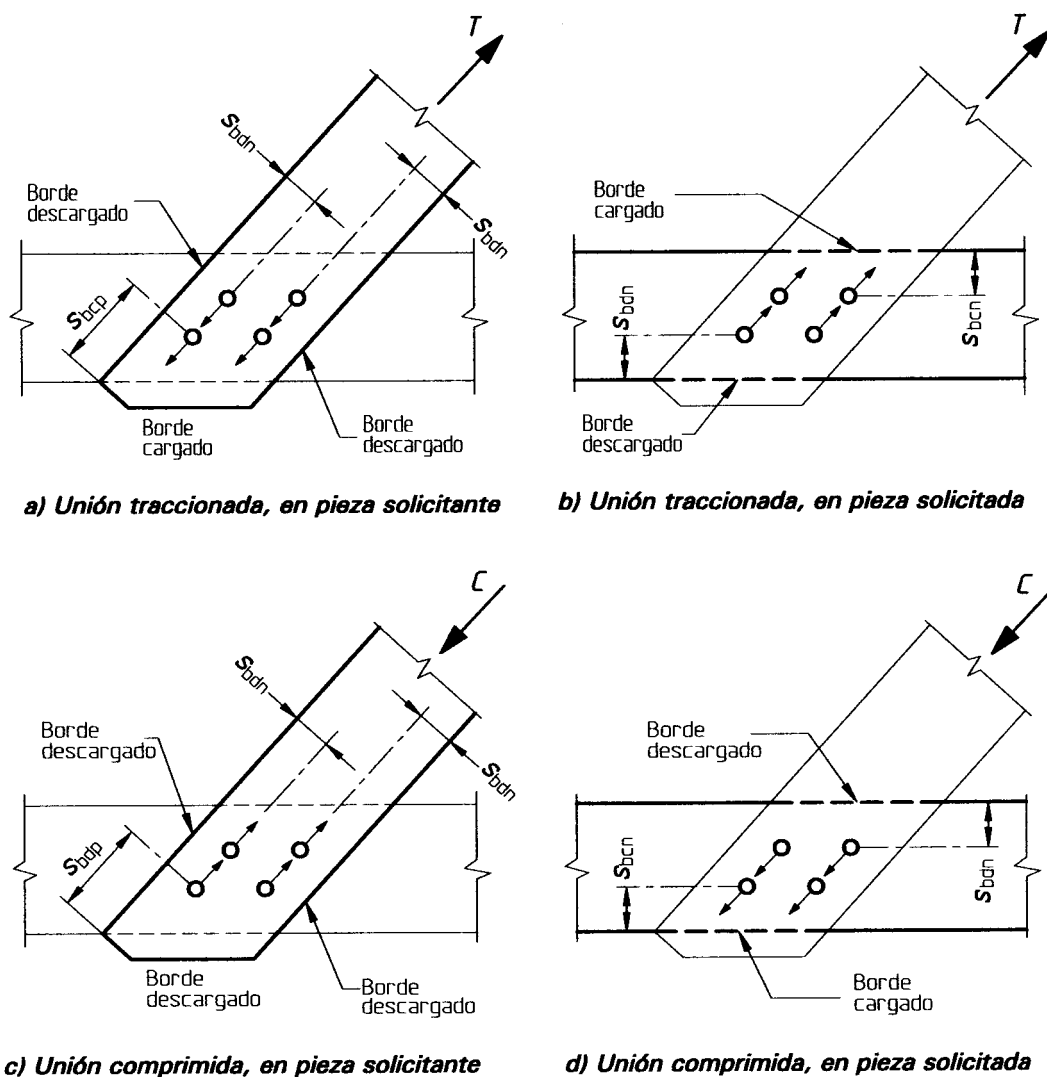 T
S_bdn
Borde
descargado
S_bdn
S_bcp
Borde
cargado
Borde
descargado
a) Unión traccionada, en pieza solicitante
T
Borde
cargado
S_bdn
S_bcn
Borde
descargado
b) Unión traccionada, en pieza solicitada
C
S_bdn
Borde
descargado
S_bdn
S_bdp
Borde
descargado
Borde
descargado
c) Unión comprimida, en pieza solicitante
C
Borde
descargado
S_bcn
S_bdn
Borde
cargado
d) Unión comprimida, en pieza solicitada